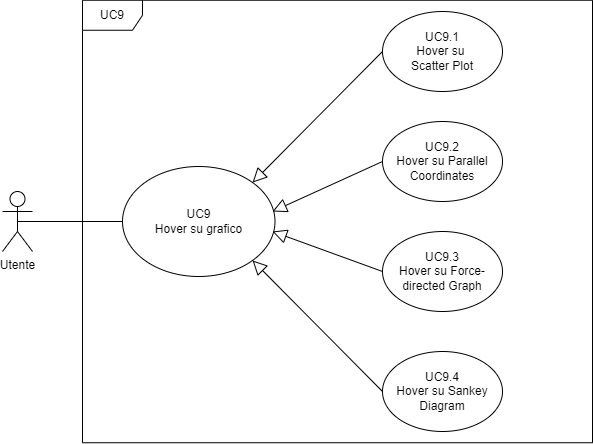 UC9
UC9.1
Hover su
Scatter Plot
UC9.2
Hover su Parallel
Coordinates
UC9
Hover su grafico
Utente
UC9.3
Hover su Force-
directed Graph
UC9.4
Hover su Sankey
Diagram